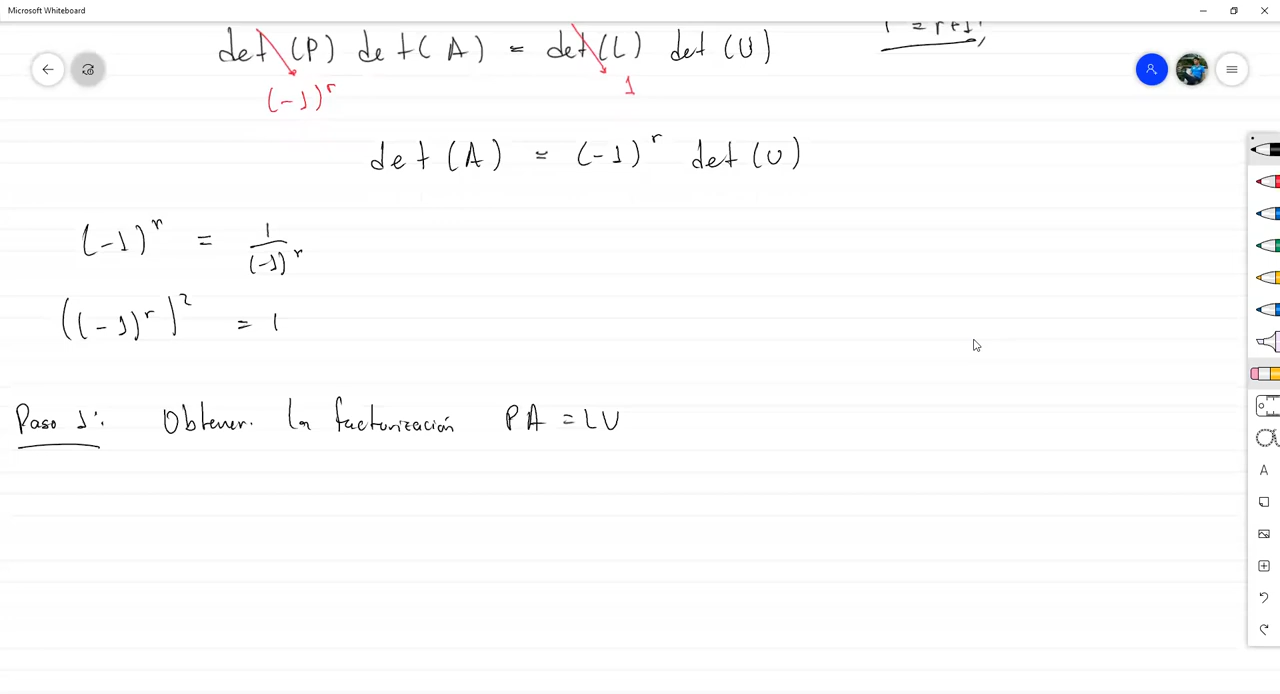 Microsoft Whiteboard
r = r+1;
det (P) det (A) = det (L) det (U)
(-1)^r 1
det (A) = (-1)^r det (U)
(-1)^r = 1/(-1)^r
((-1)^r)^2 = 1
Paso 1: Obtener. la factorización PA = LU
A